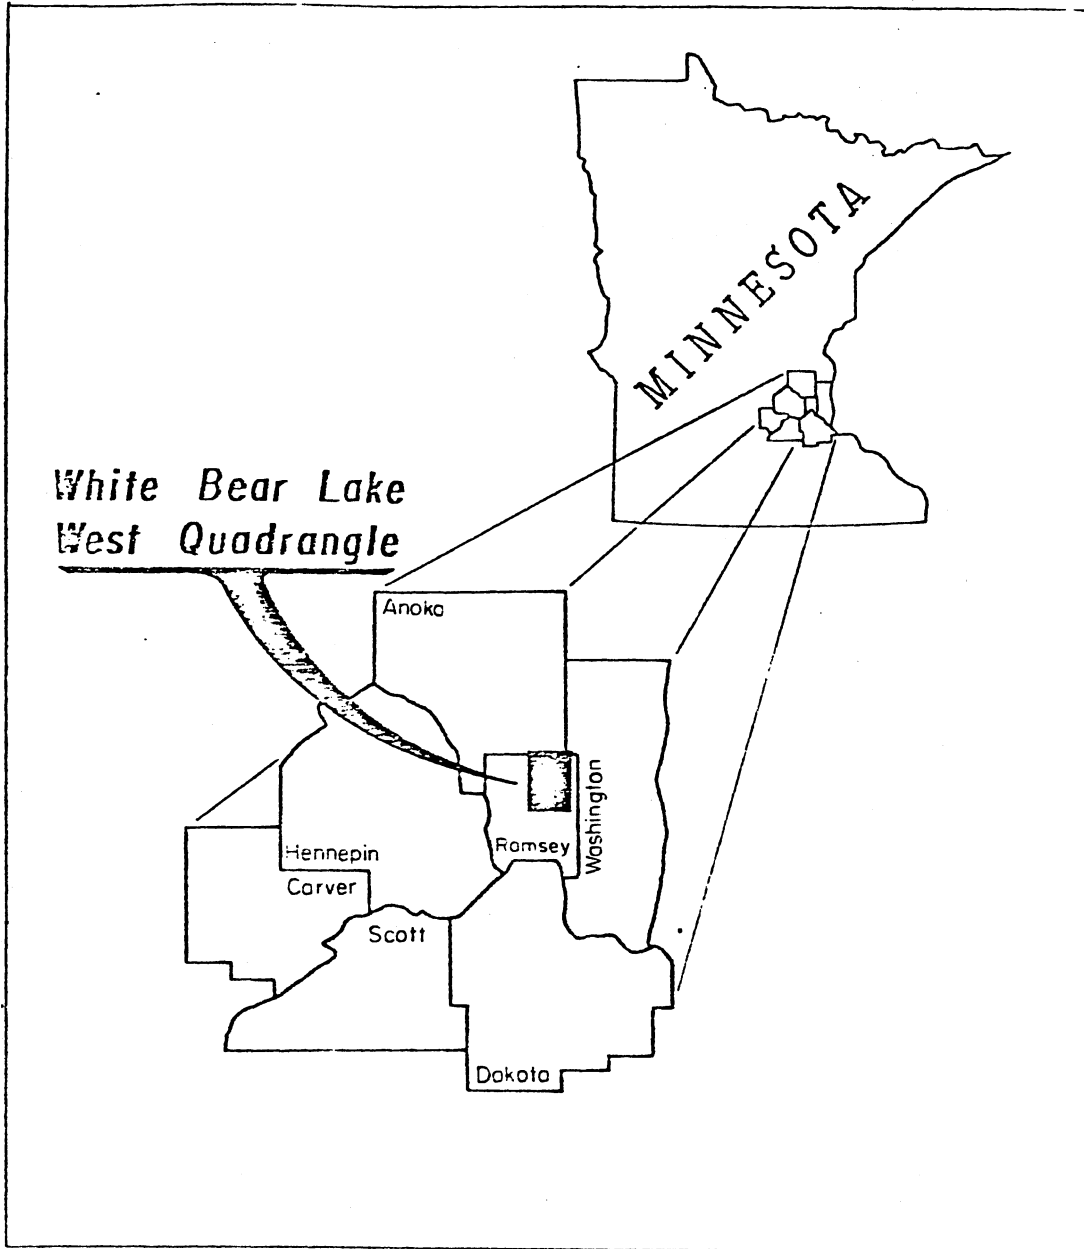 MINNESOTA
White Bear Lake
West Quadrangle
Anoka
Washington
Ramsey
Hennepin
Carver
Scott
Dakota